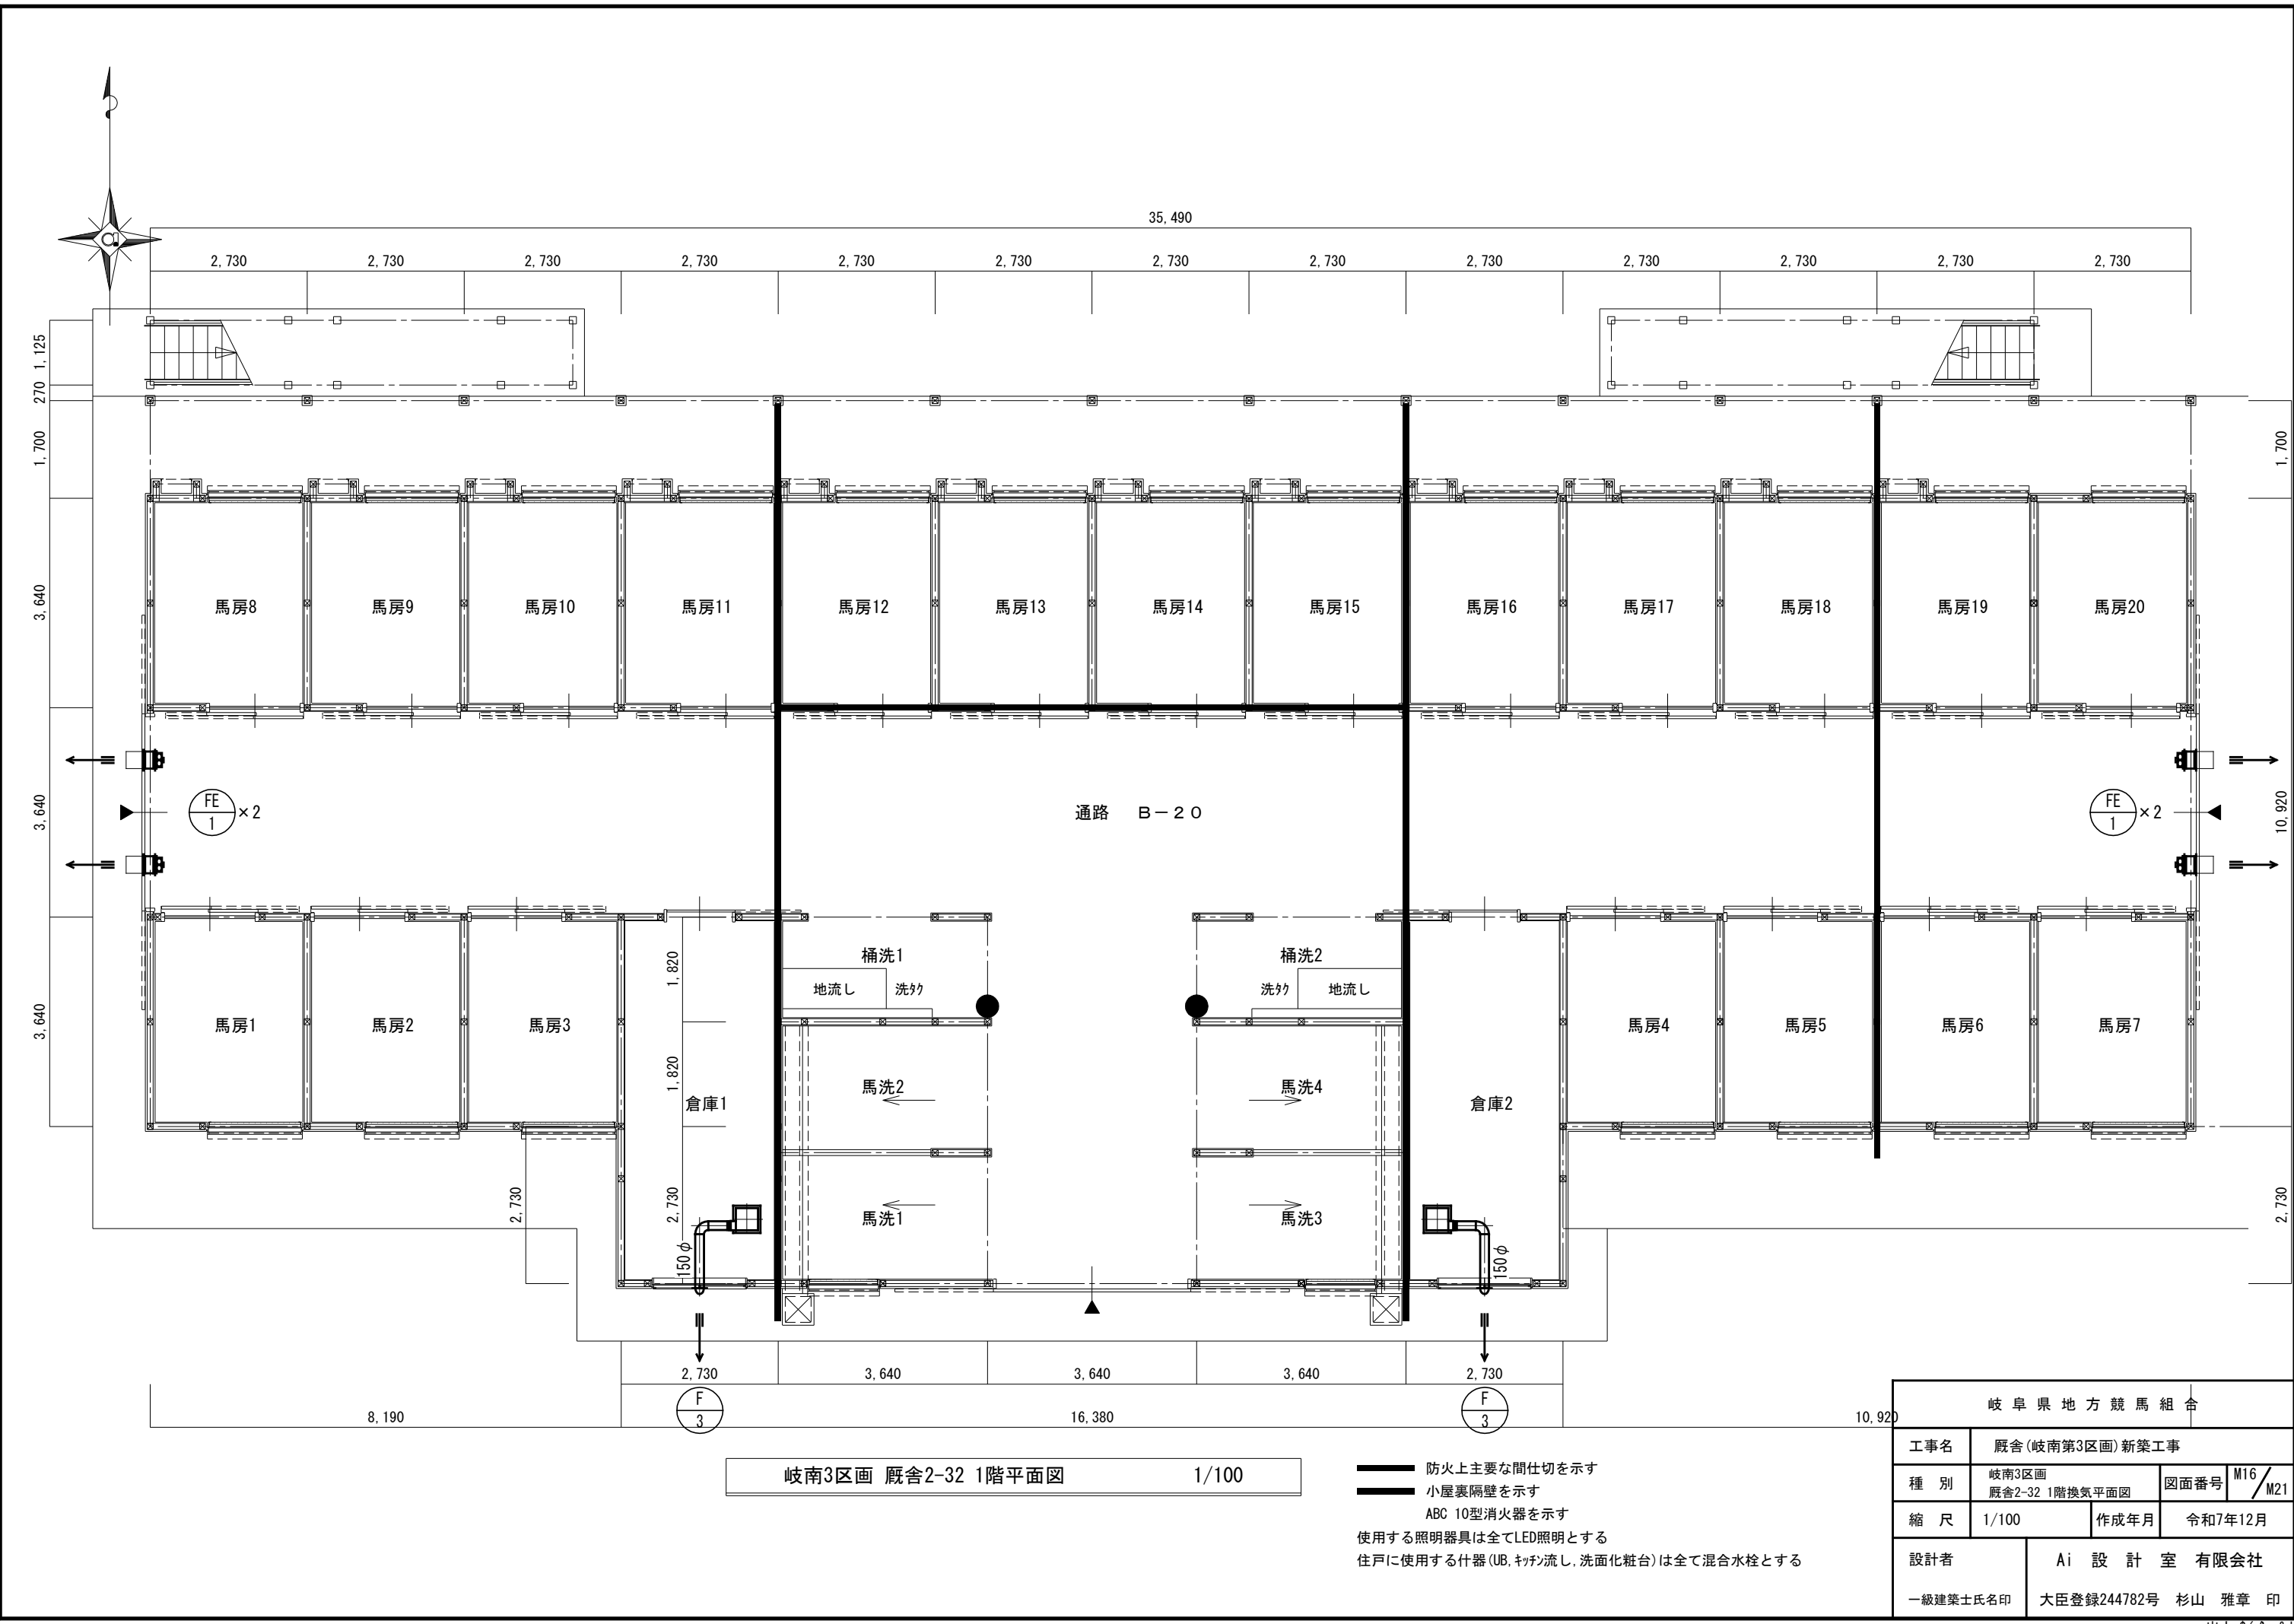 35,490
2,730 2,730 2,730 2,730 2,730 2,730 2,730 2,730 2,730 2,730 2,730 2,730 2,730
1,125
270
1,700
1,700
3,640
馬房8 馬房9 馬房10 馬房11 馬房12 馬房13 馬房14 馬房15 馬房16 馬房17 馬房18 馬房19 馬房20
3,640
FE
1
×2
通路 B－20
FE
1
×2
10,920
桶洗1
桶洗2
地流し 洗ﾀｸ
洗ﾀｸ 地流し
1,820
3,640
馬房1 馬房2 馬房3
馬房4 馬房5 馬房6 馬房7
1,820
馬洗2
馬洗4
倉庫1
倉庫2
2,730
2,730
馬洗1
馬洗3
2,730
150φ
150φ
2,730 3,640 3,640 3,640 2,730
F
3
F
3
8,190 16,380 10,920
岐南3区画 厩舎2-32 1階平面図 1/100
防火上主要な間仕切を示す
小屋裏隔壁を示す
ABC 10型消火器を示す
使用する照明器具は全てLED照明とする
住戸に使用する什器(UB,ｷｯﾁﾝ流し,洗面化粧台)は全て混合水栓とする
岐阜県地方競馬組合
工事名 厩舎(岐南第3区画)新築工事
種 別 岐南3区画
厩舎2-32 1階換気平面図
図面番号 M16/M21
縮 尺 1/100 作成年月 令和7年12月
設計者 Ai 設 計 室 有限会社
一級建築士氏名印 大臣登録244782号 杉山 雅章 印